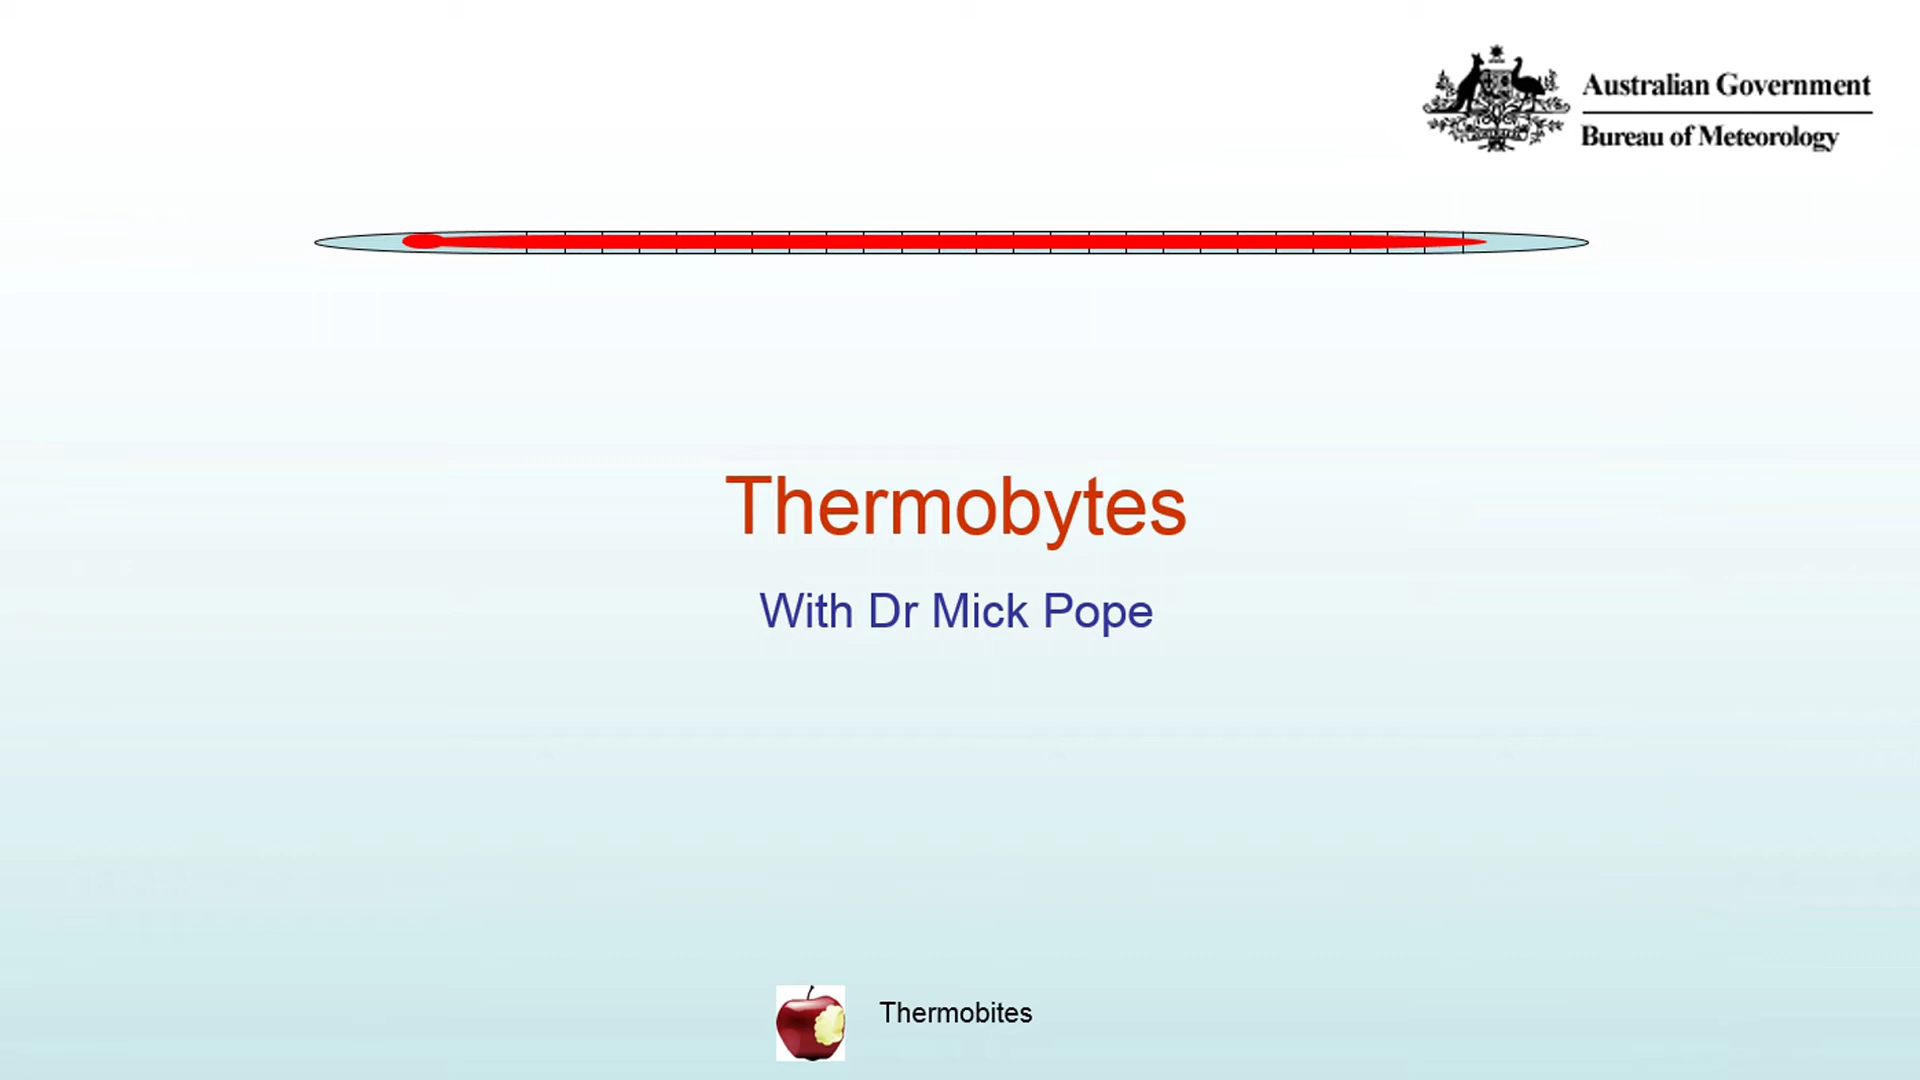 Australian Government
Bureau of Meteorology
Thermobytes
With Dr Mick Pope
Thermobites